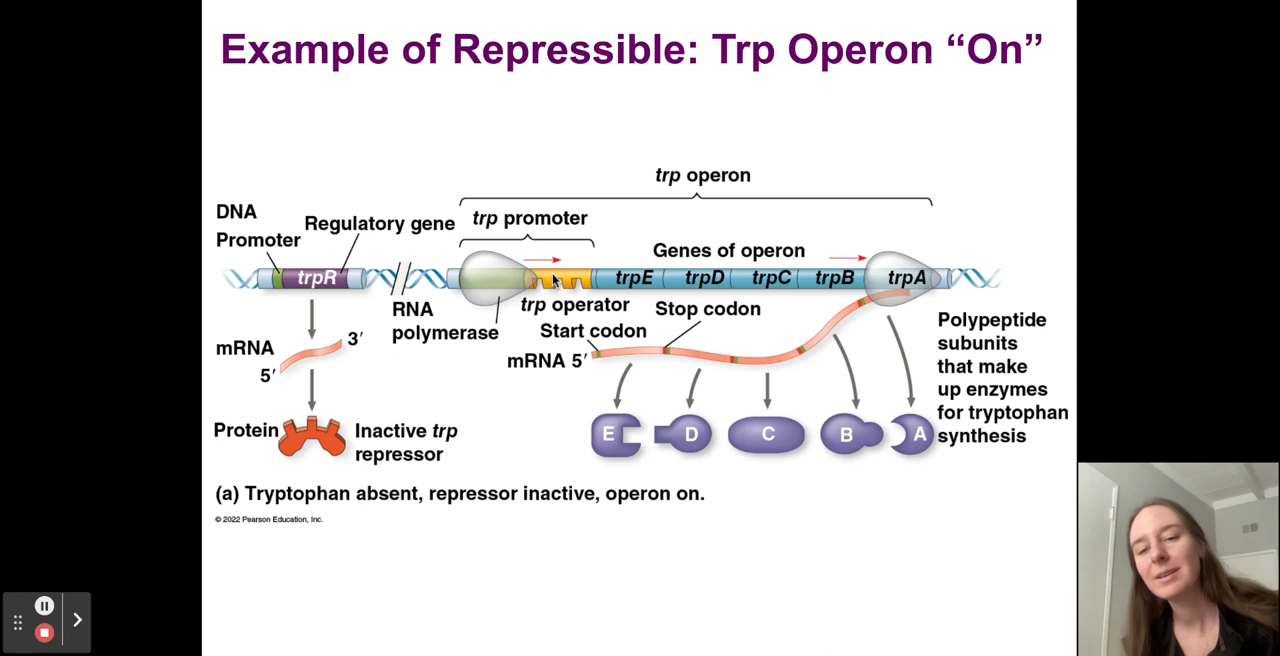 Example of Repressible: Trp Operon “On”
trp operon
DNA
Promoter
Regulatory gene
trp promoter
Genes of operon
trpR
trpE
trpD
trpC
trpB
trpA
RNA
polymerase
trp operator
Start codon
Stop codon
mRNA
3′
5′
mRNA 5′
Polypeptide
subunits
that make
up enzymes
for tryptophan
synthesis
Protein
Inactive trp
repressor
E
D
C
B
A
(a) Tryptophan absent, repressor inactive, operon on.
© 2022 Pearson Education, Inc.